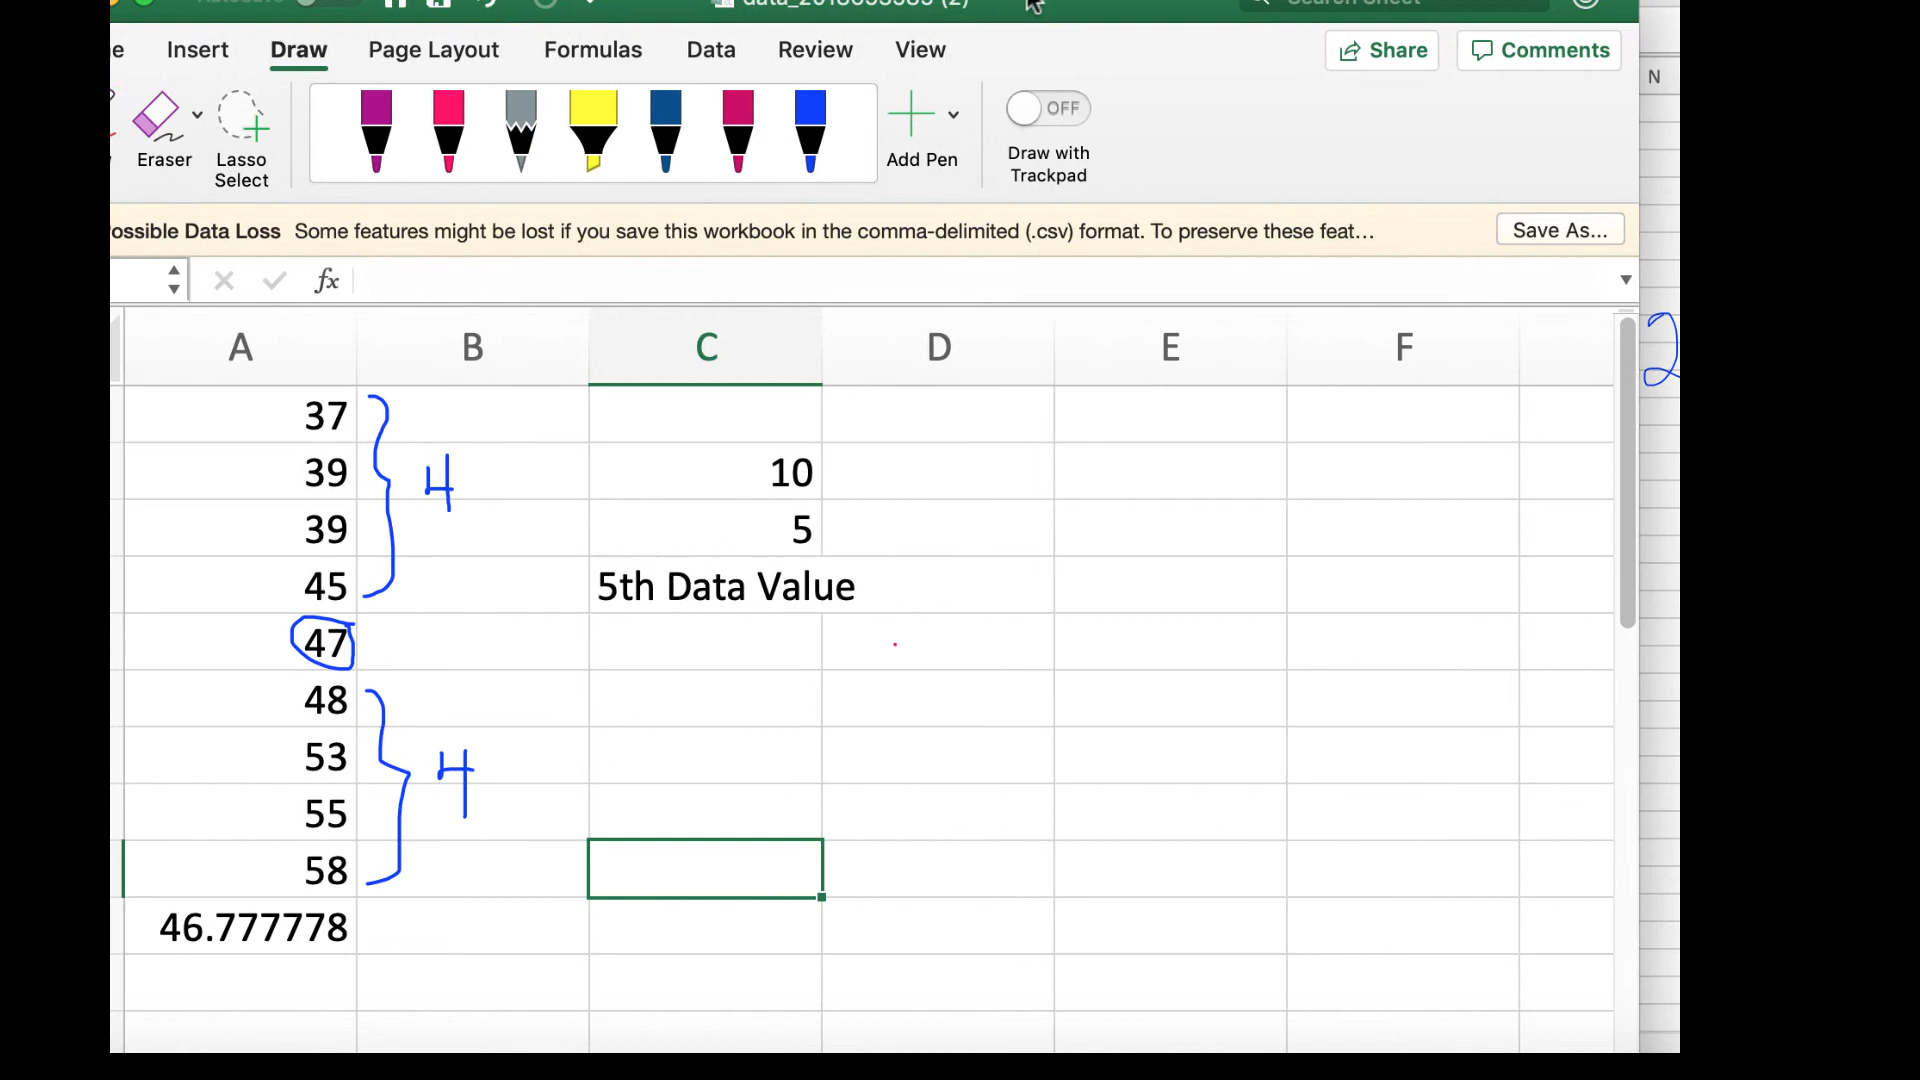 Insert Draw Page Layout Formulas Data Review View Share Comments
N
OFF
Eraser Lasso Select Add Pen Draw with Trackpad
Possible Data Loss Some features might be lost if you save this workbook in the comma-delimited (.csv) format. To preserve these feat… Save As...
fx
A B C D E F
2
37
39 4 10
39 5
45 5th Data Value
47
48
53 4
55
58
46.777778